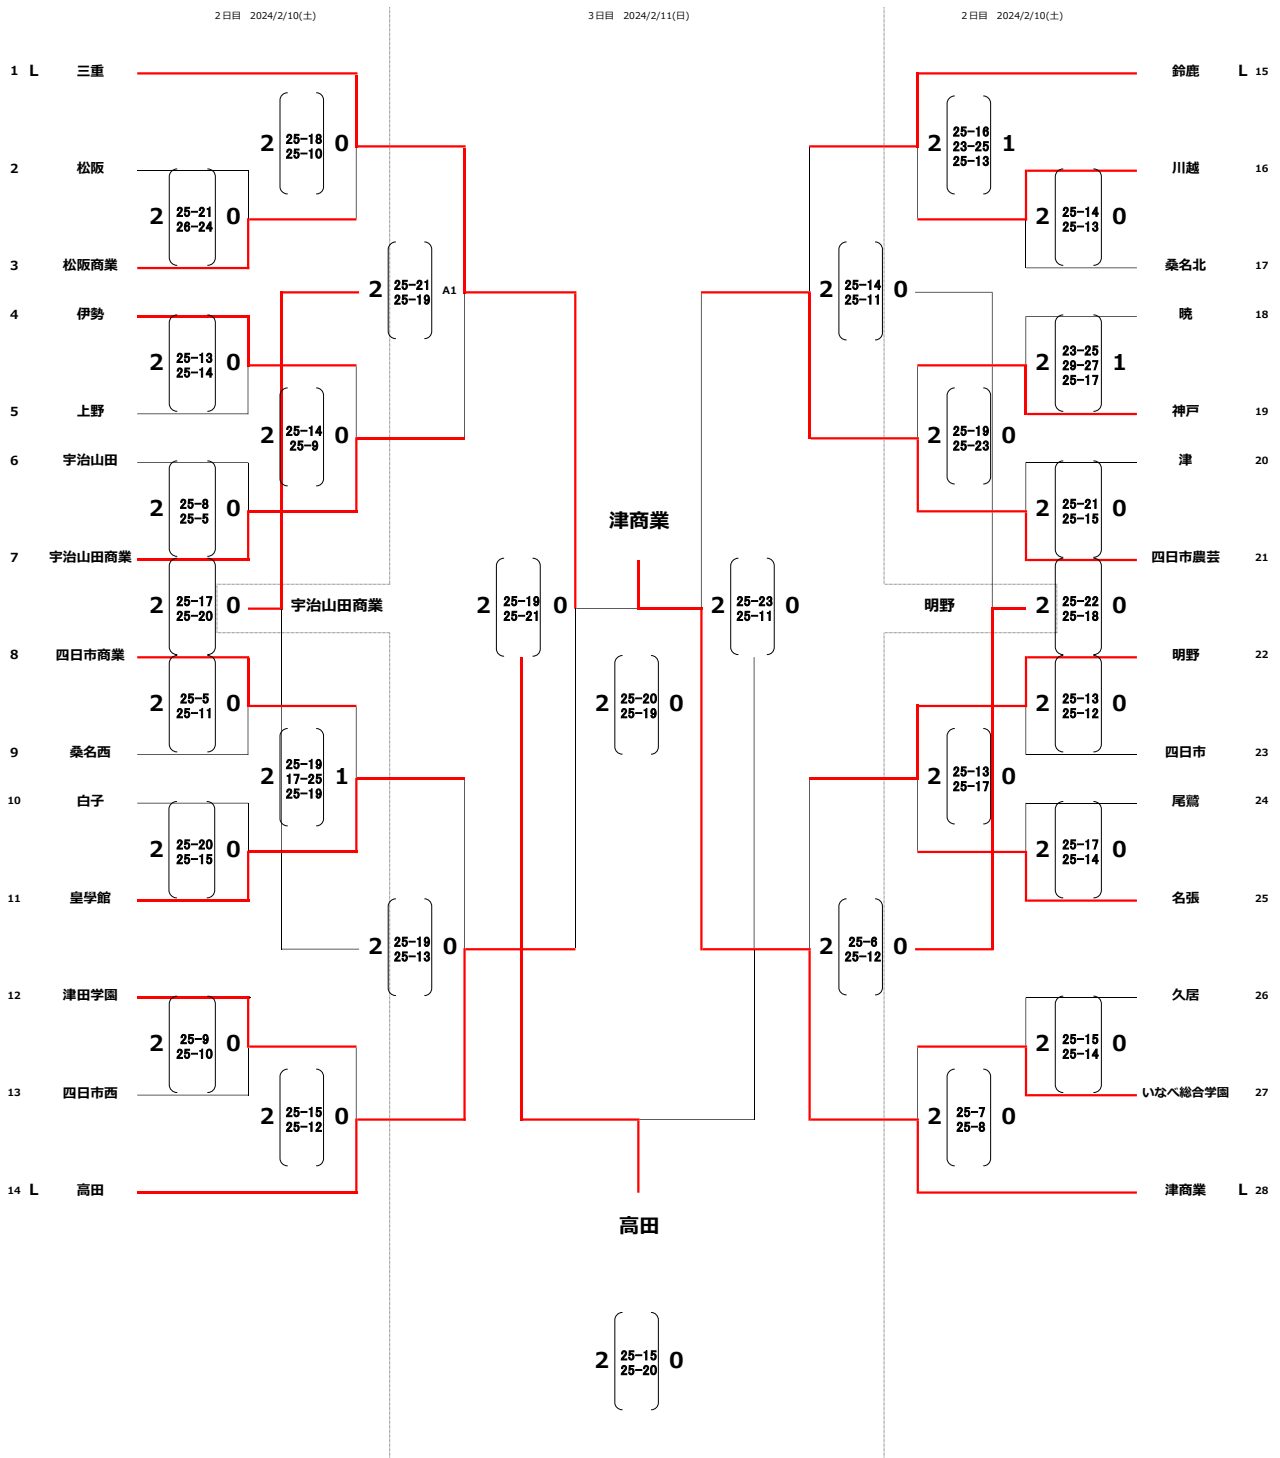 2日目 2024/2/10(土)
3日目 2024/2/11(日)
2日目 2024/2/10(土)
1 L 三重
鈴鹿 L 15
2 25-18 0
25-10
2 25-16 1
23-25
25-13
2 松阪
川越 16
2 25-21 0
26-24
2 25-14 0
25-13
3 松阪商業
桑名北 17
2 25-21 A1
25-19
2 25-14 0
25-11
4 伊勢
暁 18
2 25-13 0
25-14
2 23-25 1
29-27
25-17
5 上野
神戸 19
2 25-14 0
25-9
2 25-19 0
25-23
6 宇治山田
津 20
2 25-8 0
25-5
津商業
2 25-21 0
25-15
7 宇治山田商業
四日市農芸 21
2 25-17 0
25-20
宇治山田商業
2 25-19 0
25-21
2 25-23 0
25-11
明野
2 25-22 0
25-18
8 四日市商業
明野 22
2 25-5 0
25-11
2 25-20 0
25-19
2 25-13 0
25-12
9 桑名西
四日市 23
2 25-19 1
17-25
25-19
2 25-13 0
25-17
10 白子
尾鷲 24
2 25-20 0
25-15
2 25-17 0
25-14
11 皇學館
名張 25
2 25-19 0
25-13
2 25-6 0
25-12
12 津田学園
久居 26
2 25-9 0
25-10
2 25-15 0
25-14
13 四日市西
いなべ総合学園 27
2 25-15 0
25-12
2 25-7 0
25-8
14 L 高田
津商業 L 28
高田
2 25-15 0
25-20